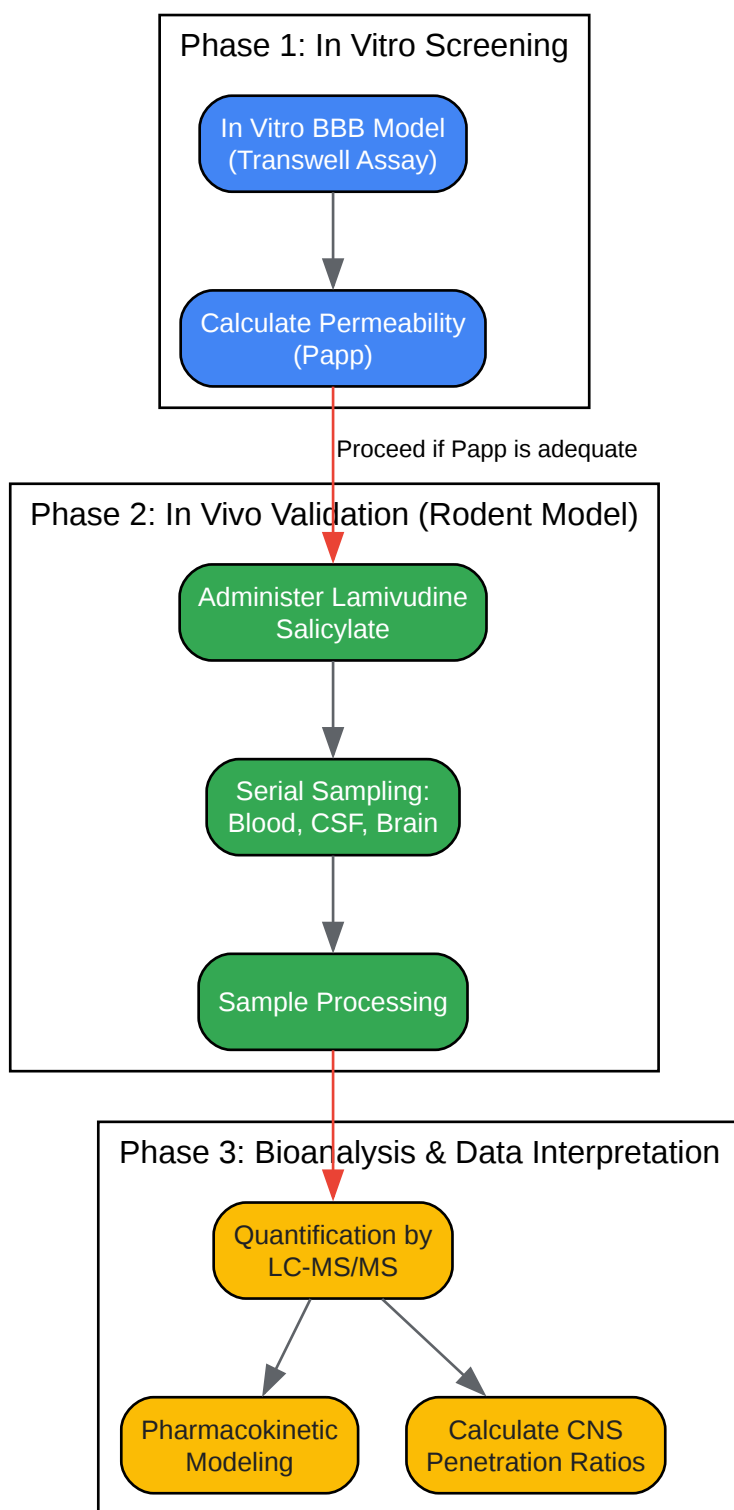 Phase 1: In Vitro Screening
In Vitro BBB Model
(Transwell Assay)
Calculate Permeability
(Papp)
Proceed if Papp is adequate
Phase 2: In Vivo Validation (Rodent Model)
Administer Lamivudine
Salicylate
Serial Sampling:
Blood, CSF, Brain
Sample Processing
Phase 3: Bioanalysis & Data Interpretation
Quantification by
LC-MS/MS
Pharmacokinetic
Modeling
Calculate CNS
Penetration Ratios